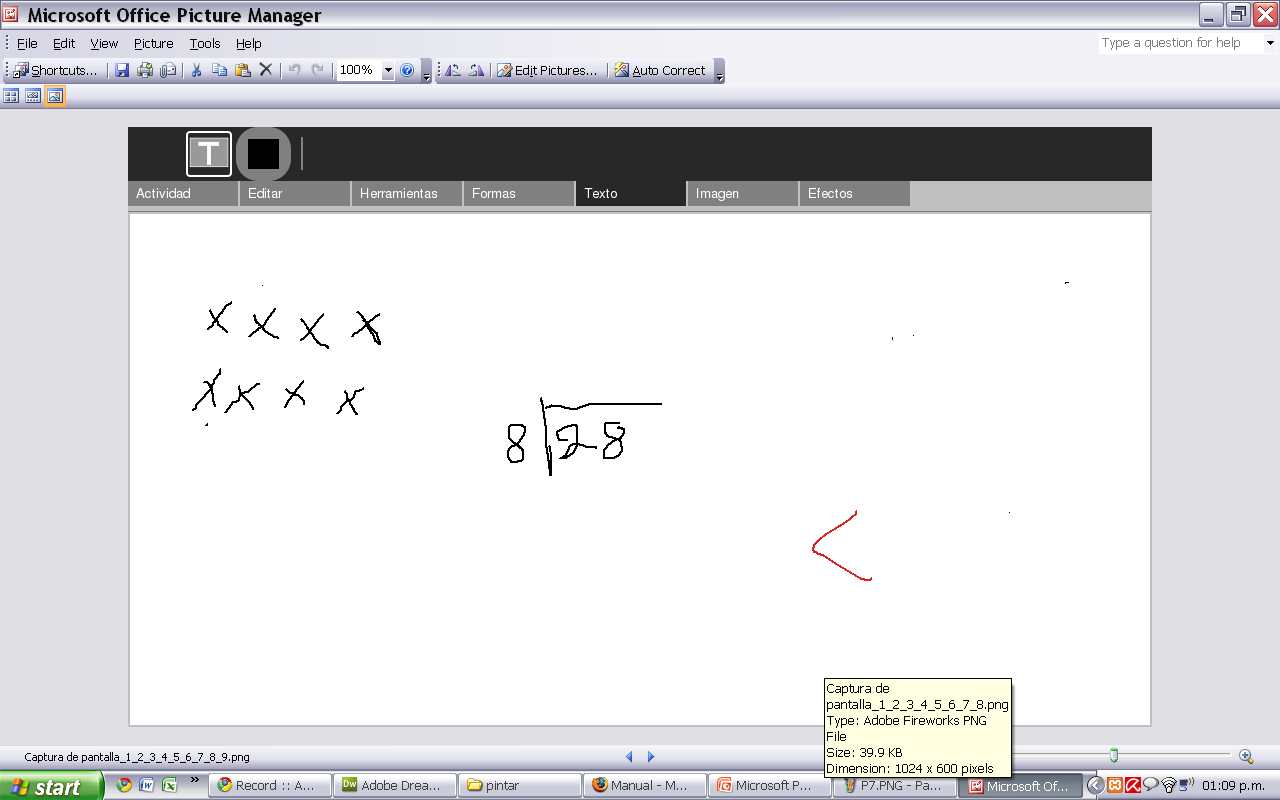 Microsoft Office Picture Manager
File Edit View Picture Tools Help
Type a question for help
Shortcuts... 100% Edit Pictures... Auto Correct
T
Actividad Editar Herramientas Formas Texto Imagen Efectos
x x x x
x x x x
8 28
<
Captura de
pantalla_1_2_3_4_5_6_7_8.png
Type: Adobe Fireworks PNG
File
Size: 39.9 KB
Dimension: 1024 x 600 pixels
Captura de pantalla_1_2_3_4_5_6_7_8_9.png
start » Record :: A... Adobe Drea... pintar Manual - M... Microsoft P... P7.PNG - Pa... Microsoft Of... 01:09 p.m.